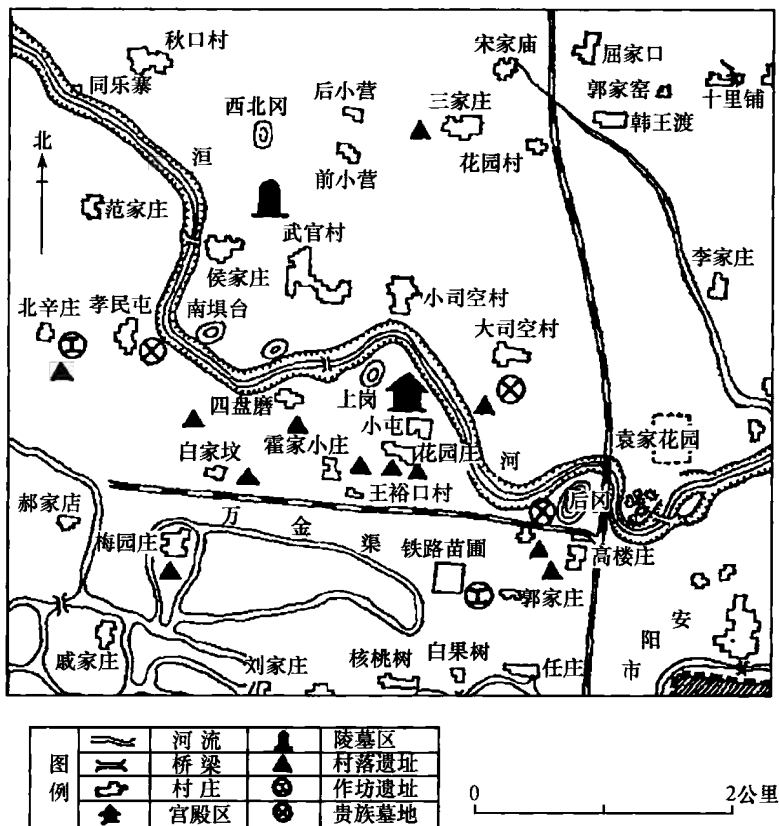 秋口村
宋家庙
屈家口
同乐寨
后小营
郭家窑
十里铺
西北冈
三家庄
韩王渡
北
洹
前小营
花园村
范家庄
武官村
侯家庄
李家庄
北辛庄
孝民屯
南坝台
小司空村
大司空村
四盘磨
上岗
小屯
袁家花园
白家坟
霍家小庄
花园庄
河
王裕口村
后冈
郝家店
万金渠
梅园庄
铁路苗圃
高楼庄
郭家庄
安阳市
戚家庄
刘家庄
核桃树
白果树
任庄
图例
河流
陵墓区
桥梁
村落遗址
村庄
作坊遗址
宫殿区
贵族墓地
0
2公里